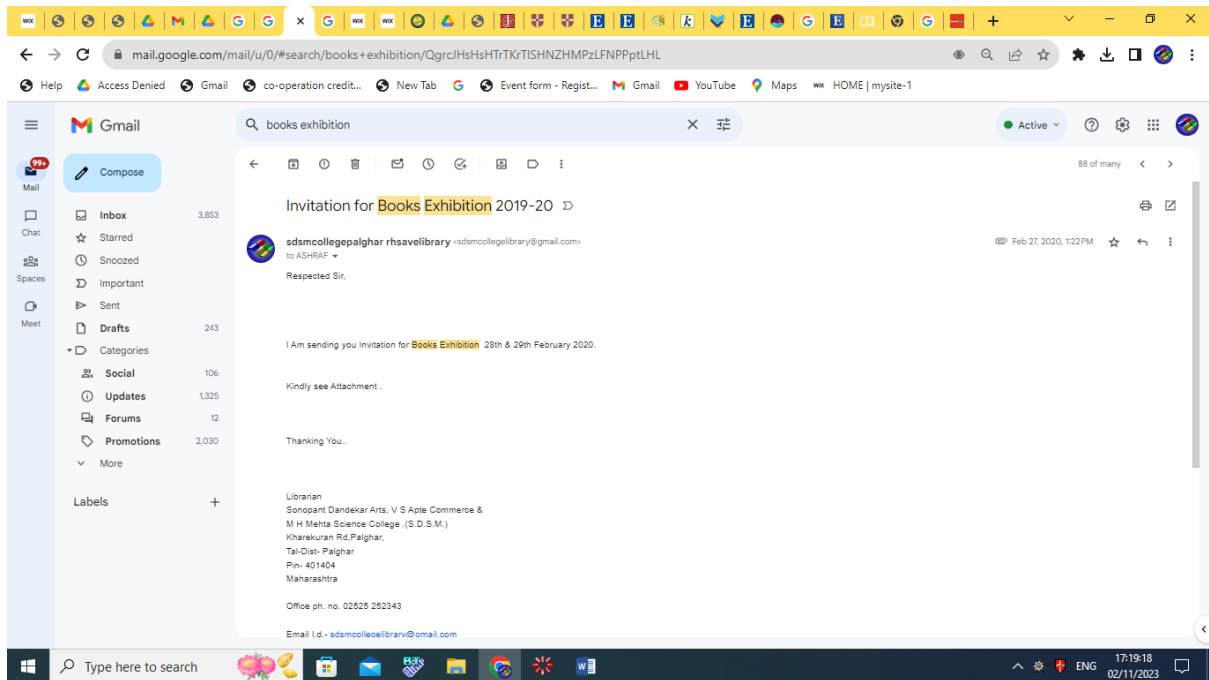 mail.google.com/mail/u/0/#search/books+exhibition/QgrcJHsHsHTrTKrTlSHNZHMPzLFNPPptLHL
Help Access Denied Gmail co-operation credit... New Tab Event form - Regist... Gmail YouTube Maps HOME | mysite-1
Gmail
books exhibition
Active
99+
Mail
Compose
88 of many
Chat
Spaces
Meet
Inbox 3,853
Starred
Snoozed
Important
Sent
Drafts 243
Categories
Social 106
Updates 1,325
Forums 12
Promotions 2,030
More
Labels
Invitation for Books Exhibition 2019-20
sdsmcollegepalghar rhsavelibrary <sdsmcollegelibrary@gmail.com>
Feb 27, 2020, 1:22 PM
to ASHRAF
Respected Sir,
I Am sending you Invitation for Books Exhibition 28th & 29th February 2020.
Kindly see Attachment .
Thanking You..
Librarian
Sonopant Dandekar Arts, V S Apte Commerce &
M H Mehta Science College .(S.D.S.M.)
Kharekuran Rd,Palghar,
Tal-Dist- Palghar
Pin- 401404
Maharashtra
Office ph. no. 02525 252343
Email I.d.- sdsmcollegelibrary@gmail.com
Type here to search
ENG
17:19:18
02/11/2023